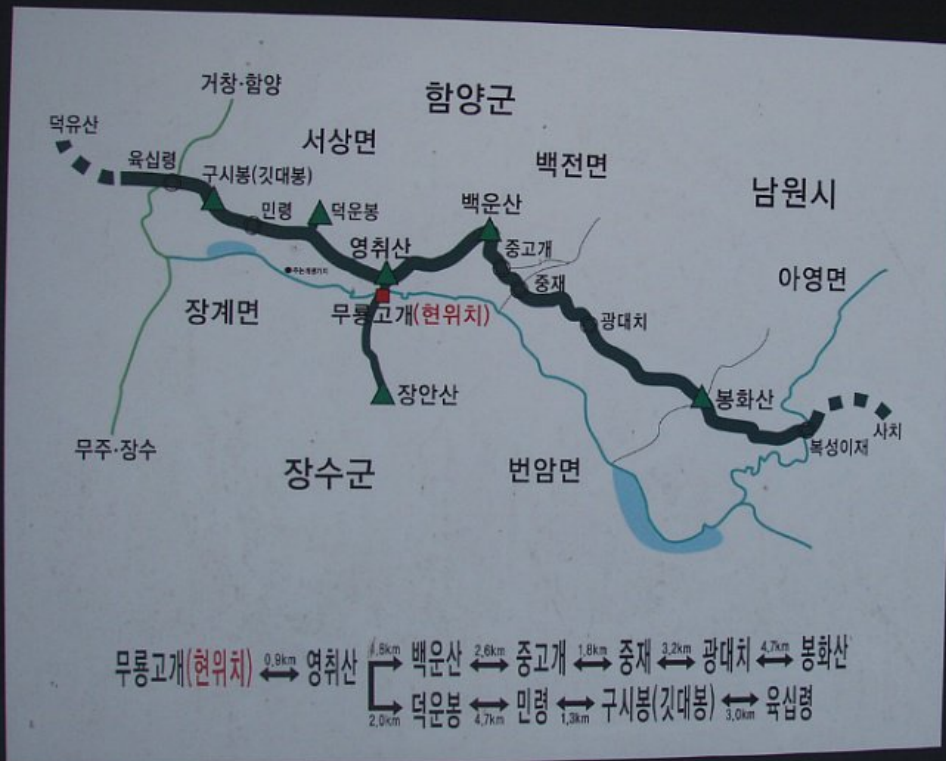 거창·함양
함양군
덕유산
서상면
육십령
구시봉(깃대봉)
백전면
남원시
민령
덕운봉
백운산
영취산
중고개
중재
아영면
장계면
무룡고개(현위치)
광대치
장안산
봉화산
무주·장수
장수군
번암면
복성이재
사치
무룡고개(현위치) 0.9km 영취산
4.8km 백운산 2.6km 중고개 1.8km 중재 3.2km 광대치 4.7km 봉화산
2.0km 덕운봉 4.7km 민령 1.3km 구시봉(깃대봉) 3.0km 육십령